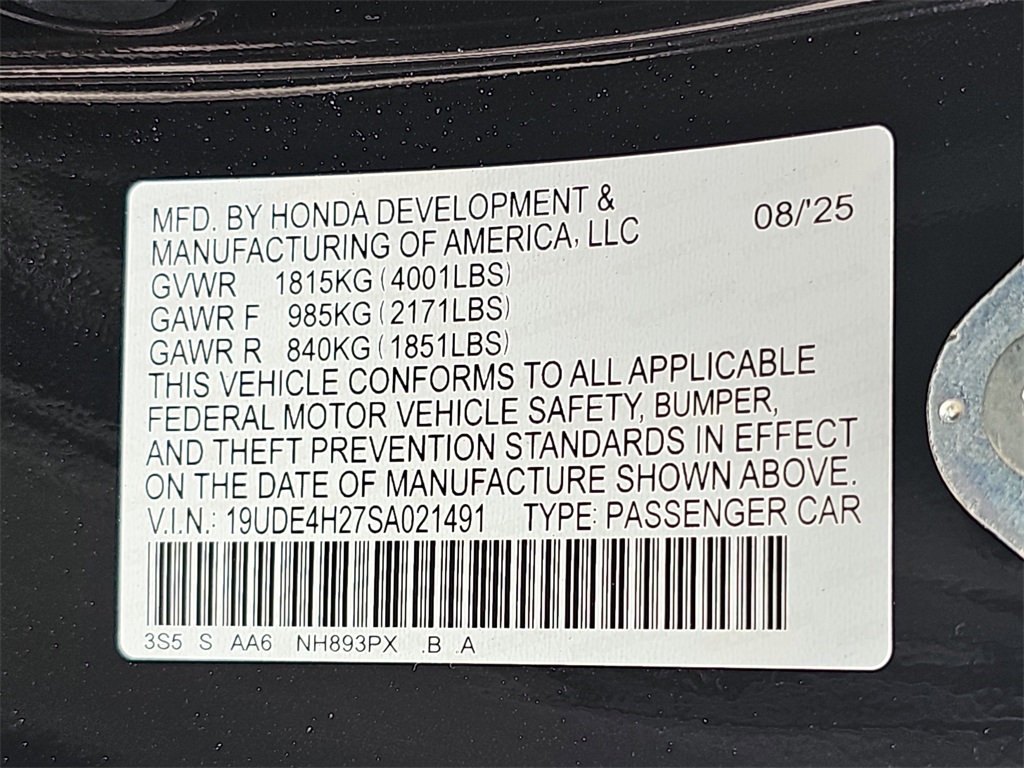 MFD. BY HONDA DEVELOPMENT &
MANUFACTURING OF AMERICA, LLC
08/'25
GVWR 1815KG (4001LBS)
GAWR F 985KG (2171LBS)
GAWR R 840KG (1851LBS)
THIS VEHICLE CONFORMS TO ALL APPLICABLE
FEDERAL MOTOR VEHICLE SAFETY, BUMPER,
AND THEFT PREVENTION STANDARDS IN EFFECT
ON THE DATE OF MANUFACTURE SHOWN ABOVE.
V.I.N.: 19UDE4H27SA021491 TYPE: PASSENGER CAR
3S5 S AA6 NH893PX .B .A